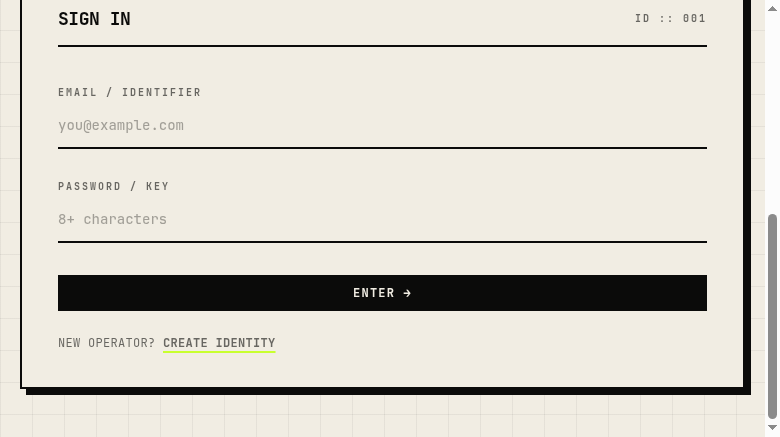 SIGN IN
ID :: 001
EMAIL / IDENTIFIER
you@example.com
PASSWORD / KEY
8+ characters
ENTER →
NEW OPERATOR? CREATE IDENTITY